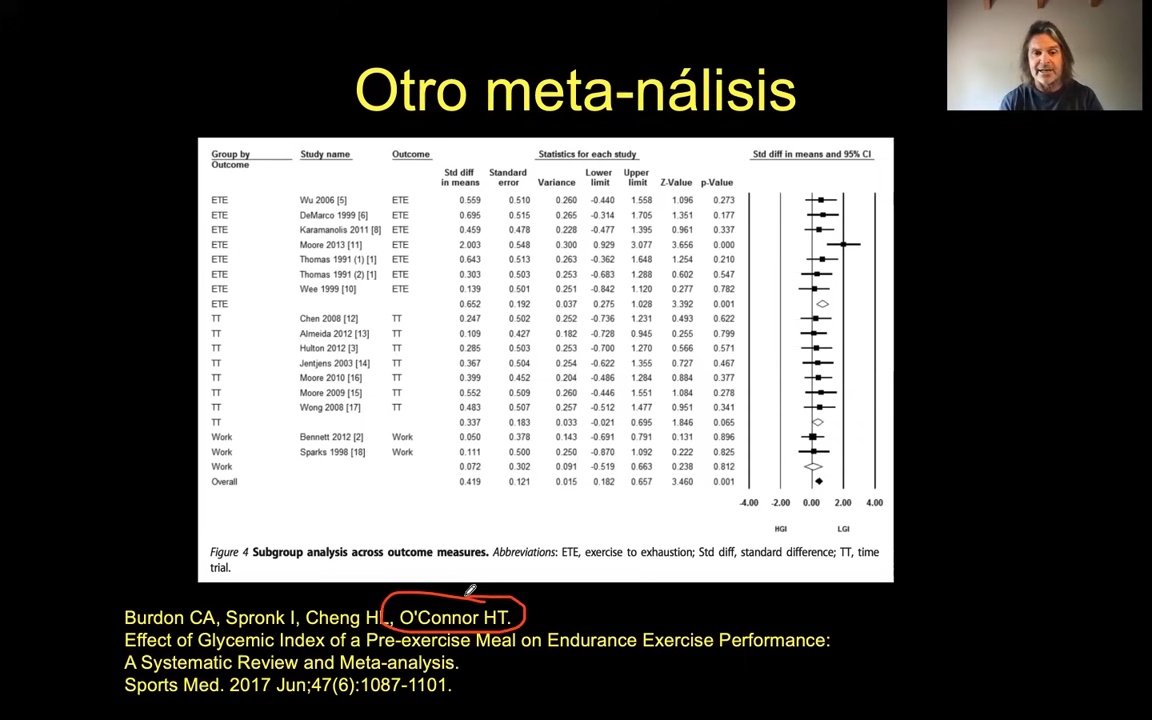 Otro meta-nálisis
Group by Outcome Study name Outcome Statistics for each study Std diff in means and 95% CI
Std diff in means Standard error Variance Lower limit Upper limit Z-Value p-Value
ETE Wu 2006 [5] ETE 0.559 0.510 0.260 -0.440 1.558 1.096 0.273
ETE DeMarco 1999 [6] ETE 0.695 0.515 0.265 -0.314 1.705 1.351 0.177
ETE Karamanolis 2011 [8] ETE 0.459 0.478 0.228 -0.477 1.395 0.961 0.337
ETE Moore 2013 [11] ETE 2.003 0.548 0.300 0.929 3.077 3.656 0.000
ETE Thomas 1991 (1) [1] ETE 0.643 0.513 0.263 -0.362 1.648 1.254 0.210
ETE Thomas 1991 (2) [1] ETE 0.303 0.503 0.253 -0.683 1.288 0.602 0.547
ETE Wee 1999 [10] ETE 0.139 0.501 0.251 -0.842 1.120 0.277 0.782
ETE 0.652 0.192 0.037 0.275 1.028 3.392 0.001
TT Chen 2008 [12] TT 0.247 0.502 0.252 -0.736 1.231 0.493 0.622
TT Almeida 2012 [13] TT 0.109 0.427 0.182 -0.728 0.945 0.255 0.799
TT Hulton 2012 [3] TT 0.285 0.503 0.253 -0.700 1.270 0.566 0.571
TT Jentjens 2003 [14] TT 0.367 0.504 0.254 -0.622 1.355 0.727 0.467
TT Moore 2010 [16] TT 0.399 0.452 0.204 -0.486 1.284 0.884 0.377
TT Moore 2009 [15] TT 0.552 0.509 0.260 -0.446 1.551 1.084 0.278
TT Wong 2008 [17] TT 0.483 0.507 0.257 -0.512 1.477 0.951 0.341
TT 0.337 0.183 0.033 -0.021 0.695 1.846 0.065
Work Bennett 2012 [2] Work 0.050 0.378 0.143 -0.691 0.791 0.131 0.896
Work Sparks 1998 [18] Work 0.111 0.500 0.250 -0.870 1.092 0.222 0.825
Work 0.072 0.302 0.091 -0.519 0.663 0.238 0.812
Overall 0.419 0.121 0.015 0.182 0.657 3.460 0.001
-4.00 -2.00 0.00 2.00 4.00
HGI LGI
Figure 4 Subgroup analysis across outcome measures. Abbreviations: ETE, exercise to exhaustion; Std diff, standard difference; TT, time
trial.
Burdon CA, Spronk I, Cheng HL, O'Connor HT.
Effect of Glycemic Index of a Pre-exercise Meal on Endurance Exercise Performance:
A Systematic Review and Meta-analysis.
Sports Med. 2017 Jun;47(6):1087-1101.